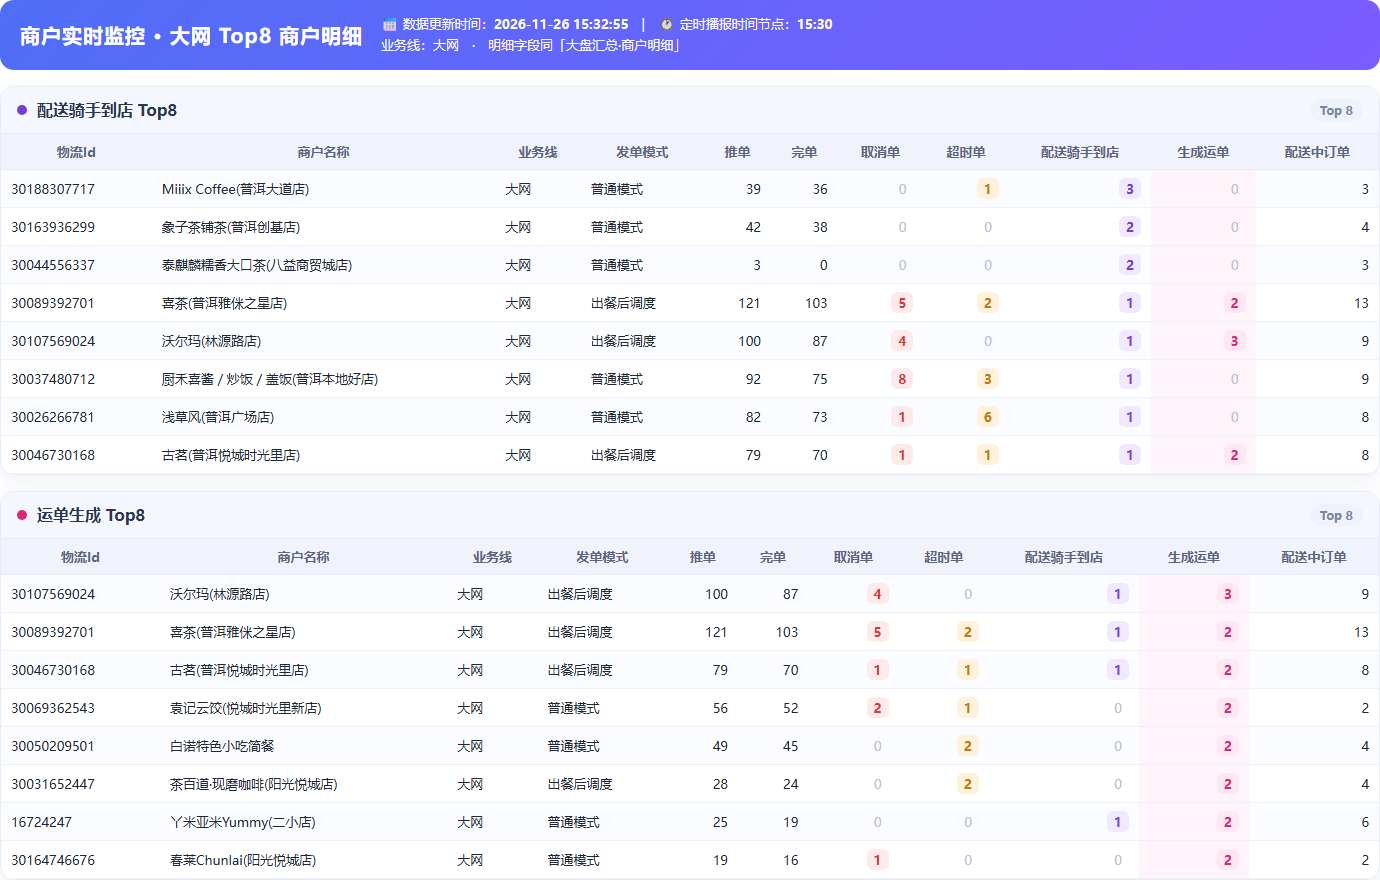 商户实时监控 • 大网 Top8 商户明细
数据更新时间：2026-11-26 15:32:55 | 定时播报时间节点：15:30
业务线：大网 · 明细字段同「大盘汇总·商户明细」
配送骑手到店 Top8 Top 8
物流Id 商户名称 业务线 发单模式 推单 完单 取消单 超时单 配送骑手到店 生成运单 配送中订单
30188307717 Miiix Coffee(普洱大道店) 大网 普通模式 39 36 0 1 3 0 3
30163936299 象子茶铺茶(普洱创基店) 大网 普通模式 42 38 0 0 2 0 4
30044556337 泰麒麟糯香大口茶(八益商贸城店) 大网 普通模式 3 0 0 0 2 0 3
30089392701 喜茶(普洱雅侎之星店) 大网 出餐后调度 121 103 5 2 1 2 13
30107569024 沃尔玛(林源路店) 大网 出餐后调度 100 87 4 0 1 3 9
30037480712 厨禾喜酱 / 炒饭 / 盖饭(普洱本地好店) 大网 普通模式 92 75 8 3 1 0 9
30026266781 浅草风(普洱广场店) 大网 普通模式 82 73 1 6 1 0 8
30046730168 古茗(普洱悦城时光里店) 大网 出餐后调度 79 70 1 1 1 2 8
运单生成 Top8 Top 8
物流Id 商户名称 业务线 发单模式 推单 完单 取消单 超时单 配送骑手到店 生成运单 配送中订单
30107569024 沃尔玛(林源路店) 大网 出餐后调度 100 87 4 0 1 3 9
30089392701 喜茶(普洱雅侎之星店) 大网 出餐后调度 121 103 5 2 1 2 13
30046730168 古茗(普洱悦城时光里店) 大网 出餐后调度 79 70 1 1 1 2 8
30069362543 袁记云饺(悦城时光里新店) 大网 普通模式 56 52 2 1 0 2 2
30050209501 白诺特色小吃简餐 大网 普通模式 49 45 0 2 0 2 4
30031652447 茶百道·现磨咖啡(阳光悦城店) 大网 出餐后调度 28 24 0 2 0 2 4
16724247 丫米亚米Yummy(二小店) 大网 普通模式 25 19 0 0 1 2 6
30164746676 春莱Chunlai(阳光悦城店) 大网 普通模式 19 16 1 0 0 2 2